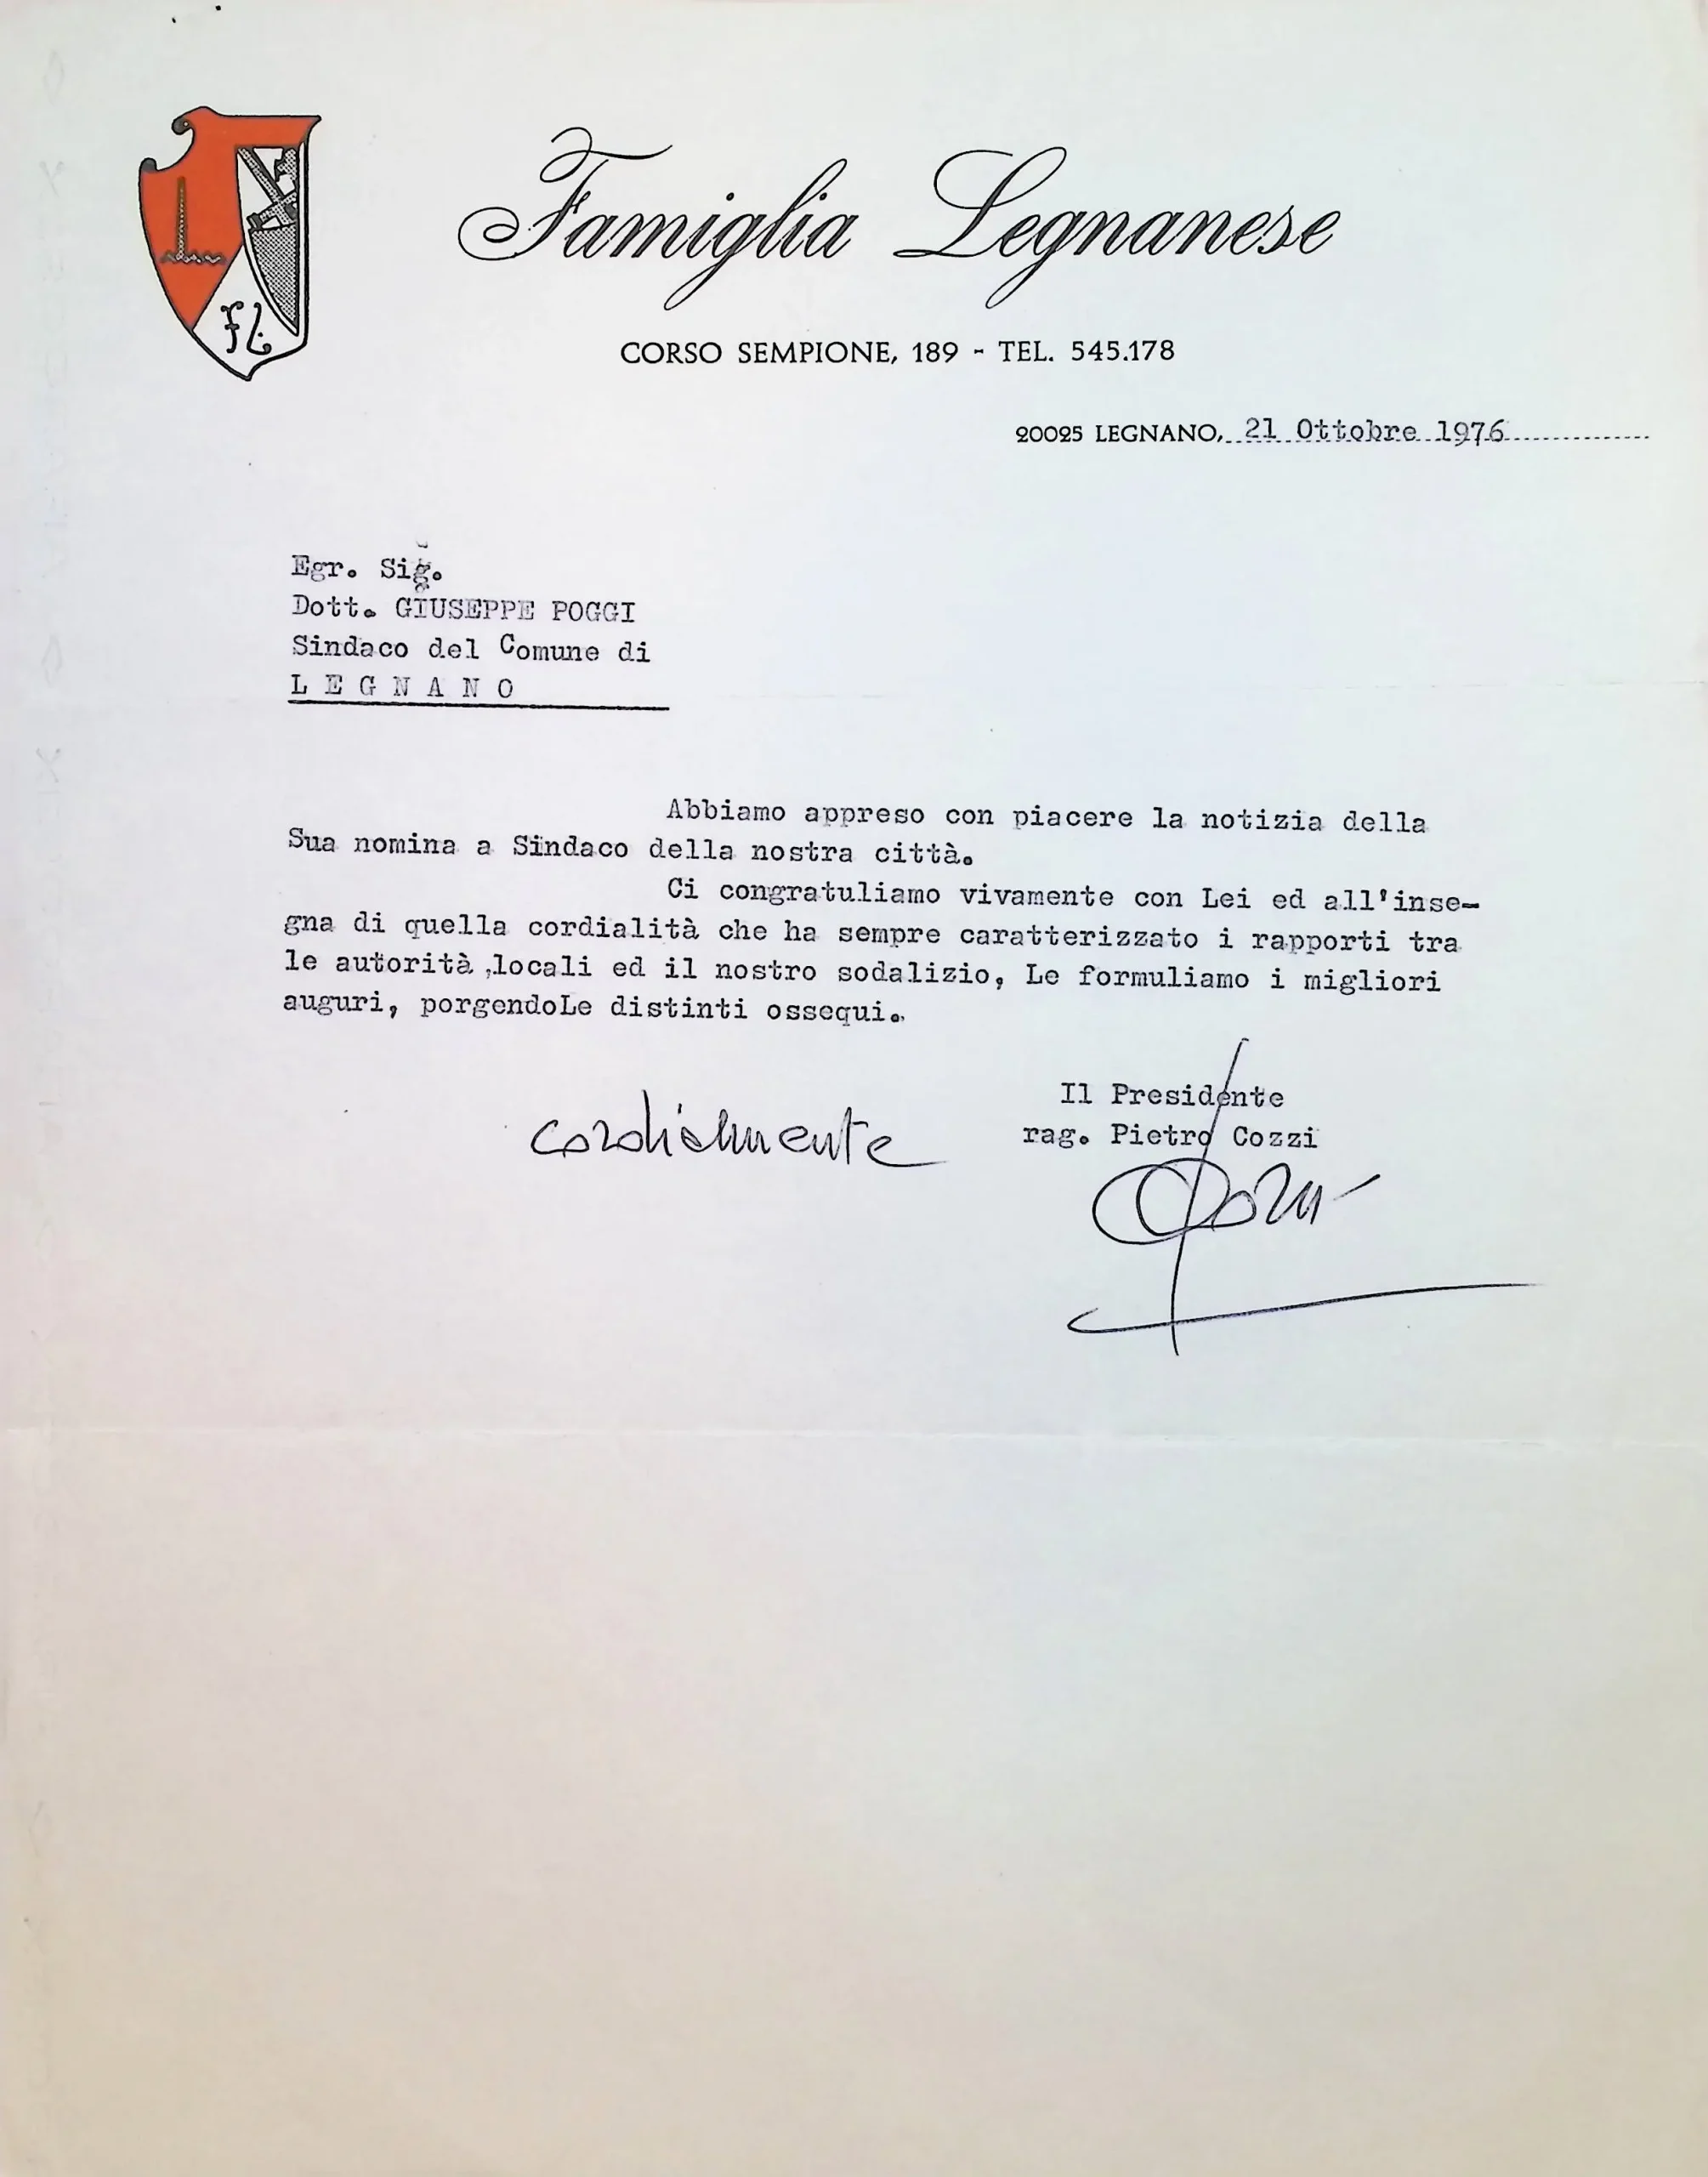 Famiglia Legnanese
CORSO SEMPIONE, 189 - TEL. 545.178
20025 LEGNANO, 21 Ottobre 1976
Egr. Sig.
Dott. GIUSEPPE POGGI
Sindaco del Comune di
L E G N A N O
Abbiamo appreso con piacere la notizia della
Sua nomina a Sindaco della nostra città.
Ci congratuliamo vivamente con Lei ed all'inse-
gna di quella cordialità che ha sempre caratterizzato i rapporti tra
le autorità ,locali ed il nostro sodalizio, Le formuliamo i migliori
auguri, porgendoLe distinti ossequi.
cordialmente
Il Presidente
rag. Pietro Cozzi
Cozzi
FL